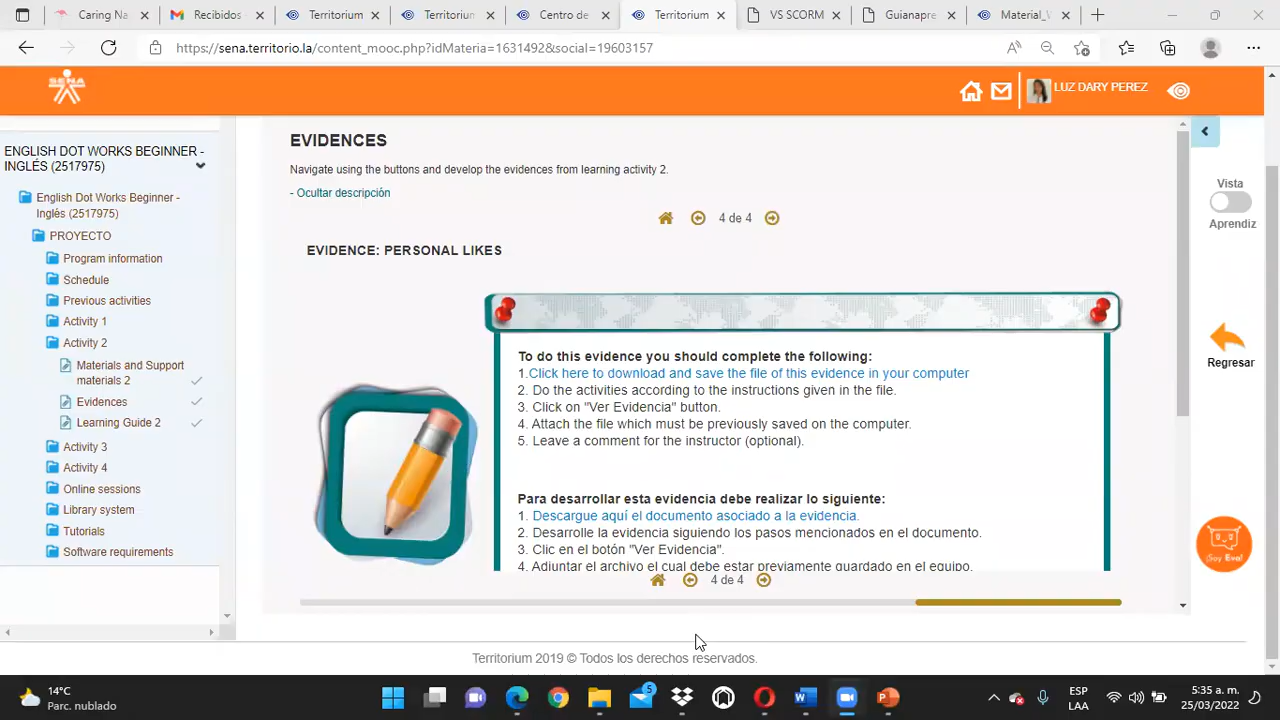 Caring Na
Recibidos
Territorium
Territorium
Centro de
Territorium
VS SCORM
Guianapre
Material_
https://sena.territorio.la/content_mooc.php?idMateria=1631492&social=19603157
SENA
LUZ DARY PEREZ
ENGLISH DOT WORKS BEGINNER -
INGLÉS (2517975)
English Dot Works Beginner -
Inglés (2517975)
PROYECTO
Program information
Schedule
Previous activities
Activity 1
Activity 2
Materials and Support
materials 2
Evidences
Learning Guide 2
Activity 3
Activity 4
Online sessions
Library system
Tutorials
Software requirements
EVIDENCES
Navigate using the buttons and develop the evidences from learning activity 2.
- Ocultar descripción
4 de 4
EVIDENCE: PERSONAL LIKES
To do this evidence you should complete the following:
1.Click here to download and save the file of this evidence in your computer
2. Do the activities according to the instructions given in the file.
3. Click on "Ver Evidencia" button.
4. Attach the file which must be previously saved on the computer.
5. Leave a comment for the instructor (optional).
Para desarrollar esta evidencia debe realizar lo siguiente:
1. Descargue aquí el documento asociado a la evidencia.
2. Desarrolle la evidencia siguiendo los pasos mencionados en el documento.
3. Clic en el botón "Ver Evidencia".
4. Adjuntar el archivo el cual debe estar previamente guardado en el equipo.
4 de 4
Vista
Aprendiz
Regresar
¡Soy Eva!
Territorium 2019 © Todos los derechos reservados.
14°C
Parc. nublado
5
ESP
LAA
5:35 a. m.
25/03/2022